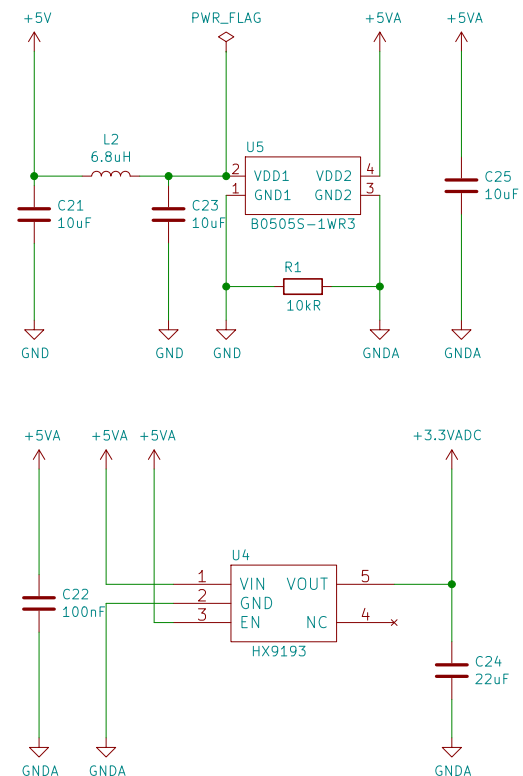 +5V
PWR_FLAG
+5VA
+5VA
L2
6.8uH
U5
2
VDD1
VDD2
4
1
GND1
GND2
3
B0505S-1WR3
C21
10uF
C23
10uF
C25
10uF
R1
10kR
GND
GND
GND
GNDA
GNDA
+5VA
+5VA
+5VA
+3.3VADC
U4
1
VIN
VOUT
5
2
GND
3
EN
NC
4
HX9193
C22
100nF
C24
22uF
GNDA
GNDA
GNDA